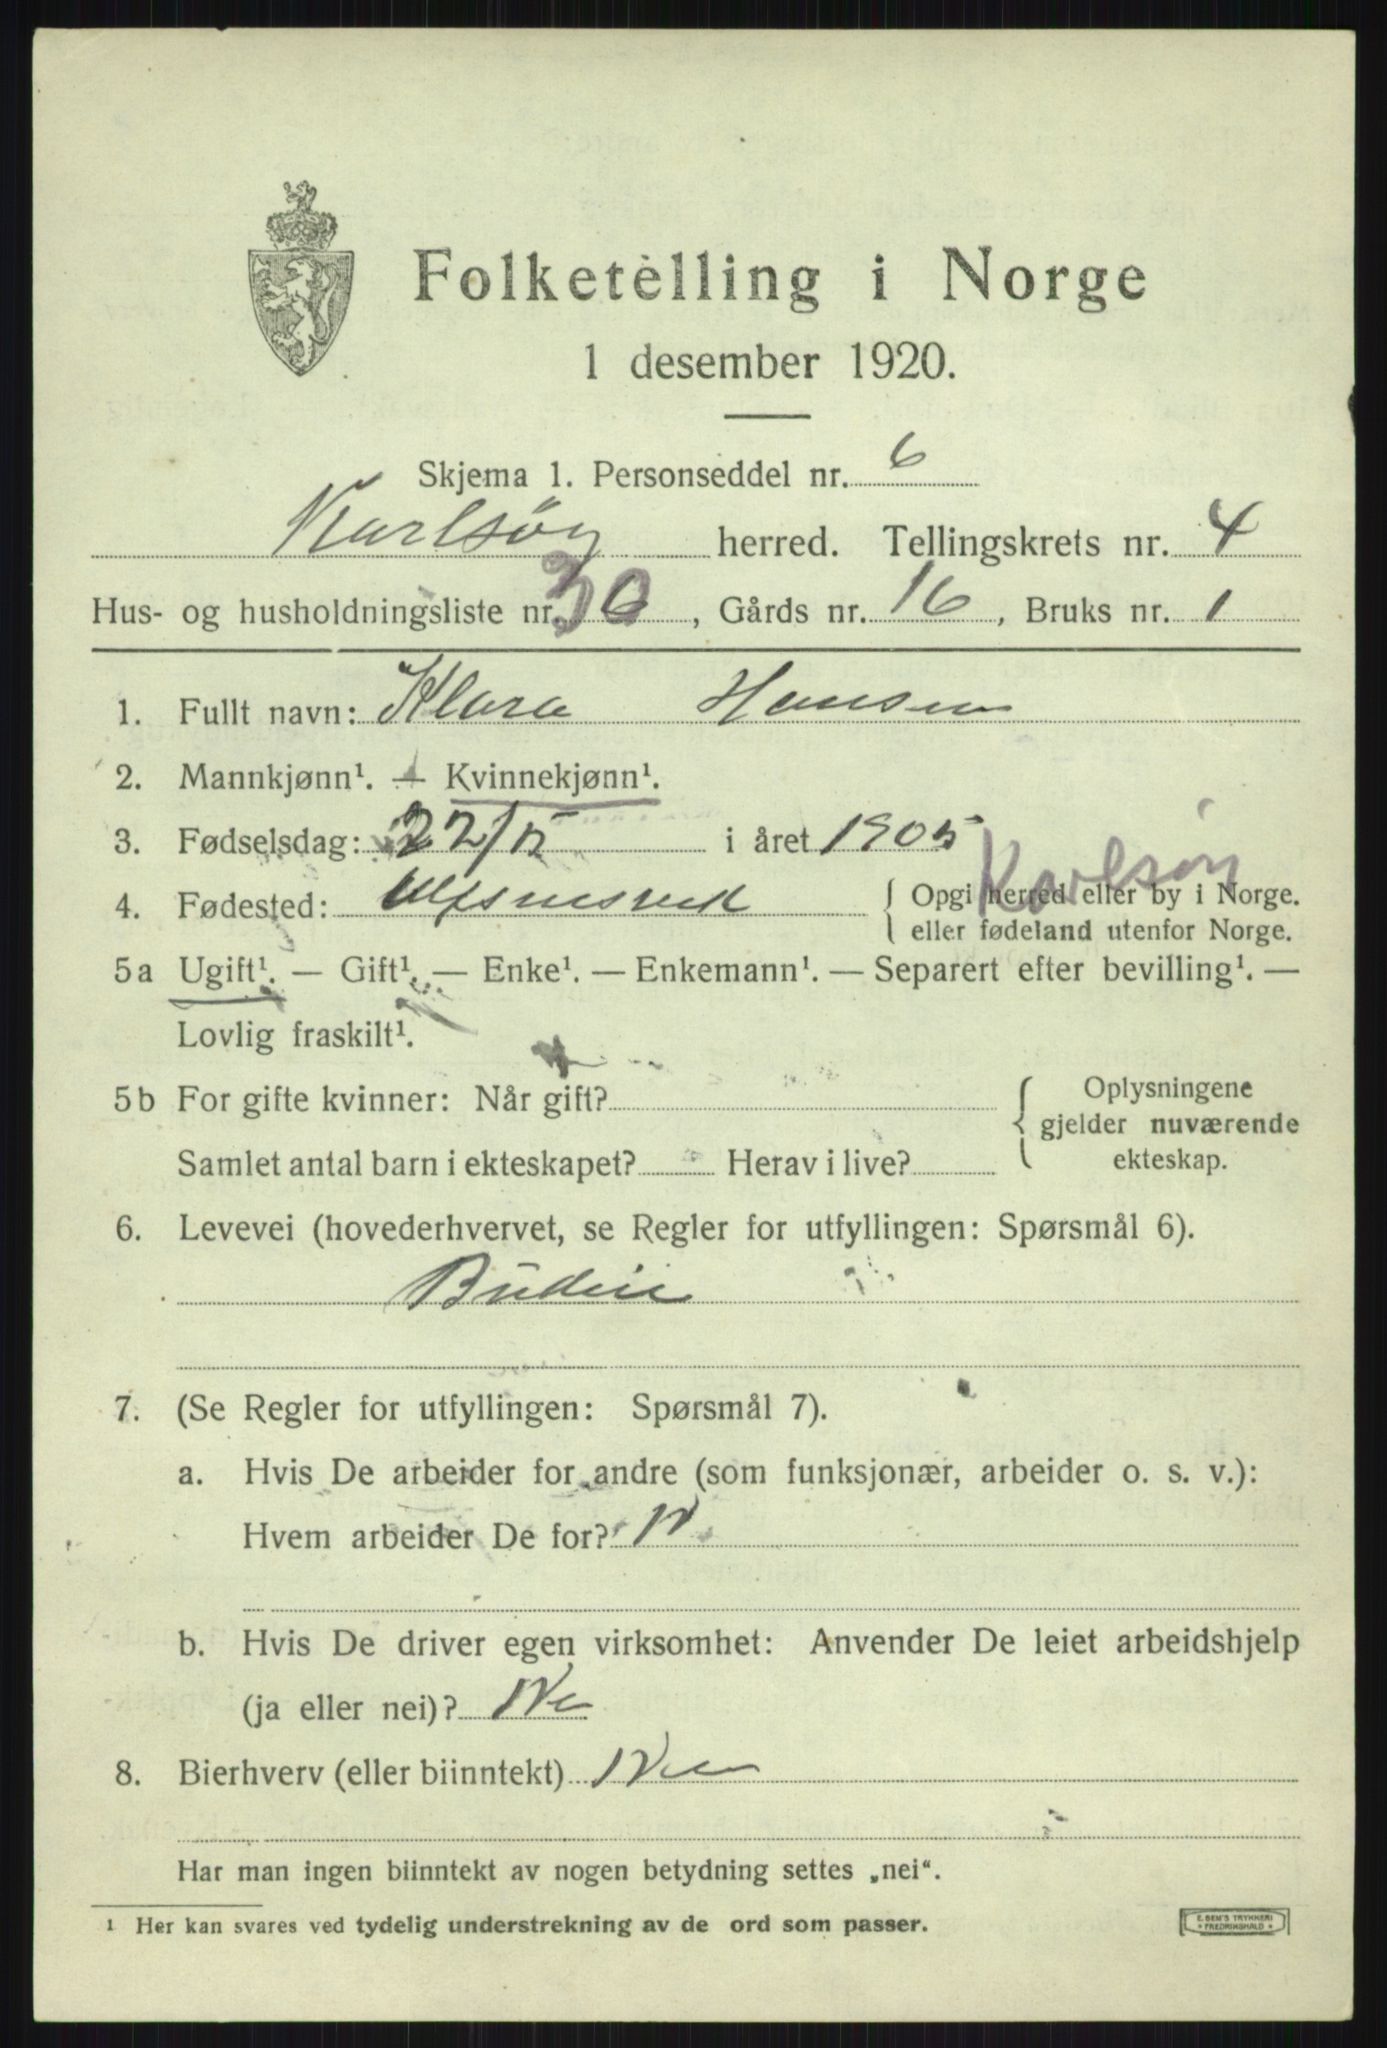 Folketelling i Norge
1 desember 1920.
Skjema 1. Personseddel nr. 6
Karlsøy herred. Tellingskrets nr. 4
Hus- og husholdningsliste nr. 30, Gårds nr. 16, Bruks nr. 1
1. Fullt navn: Klara Hansen
2. Mannkjønn¹. — Kvinnekjønn¹.
3. Fødselsdag: 22/5 i året 1905
Karlsöy
4. Fødested: { Opgi herred eller by i Norge.
eller fødeland utenfor Norge.
5a Ugift¹. — Gift¹. — Enke¹. — Enkemann¹. — Separert efter bevilling¹. —
Lovlig fraskilt¹.
5b For gifte kvinner: Når gift? { Oplysningene
gjelder nuværende
Samlet antal barn i ekteskapet? Herav i live? ekteskap.
6. Levevei (hovederhvervet, se Regler for utfyllingen: Spørsmål 6).
Budeie
7. (Se Regler for utfyllingen: Spørsmål 7).
a. Hvis De arbeider for andre (som funksjonær, arbeider o. s. v.):
Hvem arbeider De for?
b. Hvis De driver egen virksomhet: Anvender De leiet arbeidshjelp
(ja eller nei)? Nei
8. Bierhverv (eller biinntekt) Nei
Har man ingen biinntekt av nogen betydning settes „nei“.
1 Her kan svares ved tydelig understrekning av de ord som passer.
E. SEM'S TRYKKERI
* FREDRIKSHALD *